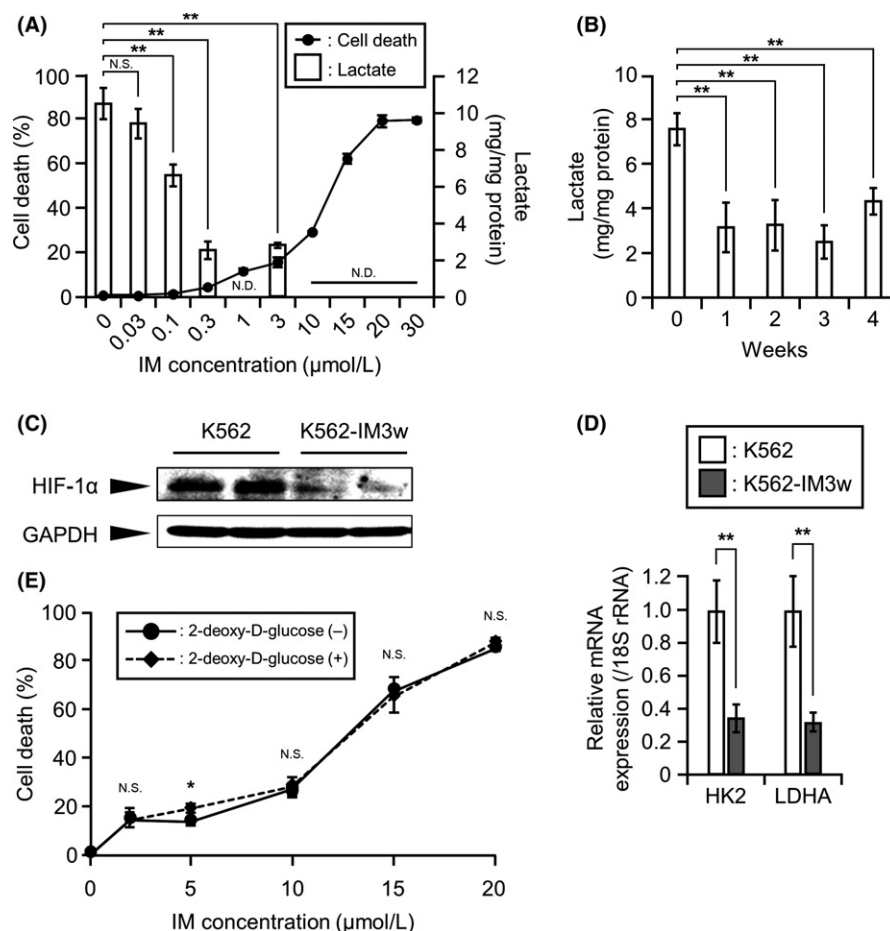 (A)
: Cell death
: Lactate
**
**
**
N.S.
Cell death (%)
100
80
60
40
20
0
12
10
8
6
4
2
0
Lactate
(mg/mg protein)
N.D.
N.D.
0
0.03
0.1
0.3
1
3
10
15
20
30
IM concentration (μmol/L)
(B)
**
**
**
**
Lactate
(mg/mg protein)
10
8
6
4
2
0
0 1 2 3 4
Weeks
(C)
K562 K562-IM3w
HIF-1α
GAPDH
(D)
: K562
: K562-IM3w
** **
Relative mRNA
expression (/18S rRNA)
1.2
1.0
0.8
0.6
0.4
0.2
0
HK2 LDHA
(E)
: 2-deoxy-D-glucose (–)
: 2-deoxy-D-glucose (+)
Cell death (%)
100
80
60
40
20
0
N.S.
*
N.S.
N.S.
N.S.
0 5 10 15 20
IM concentration (μmol/L)